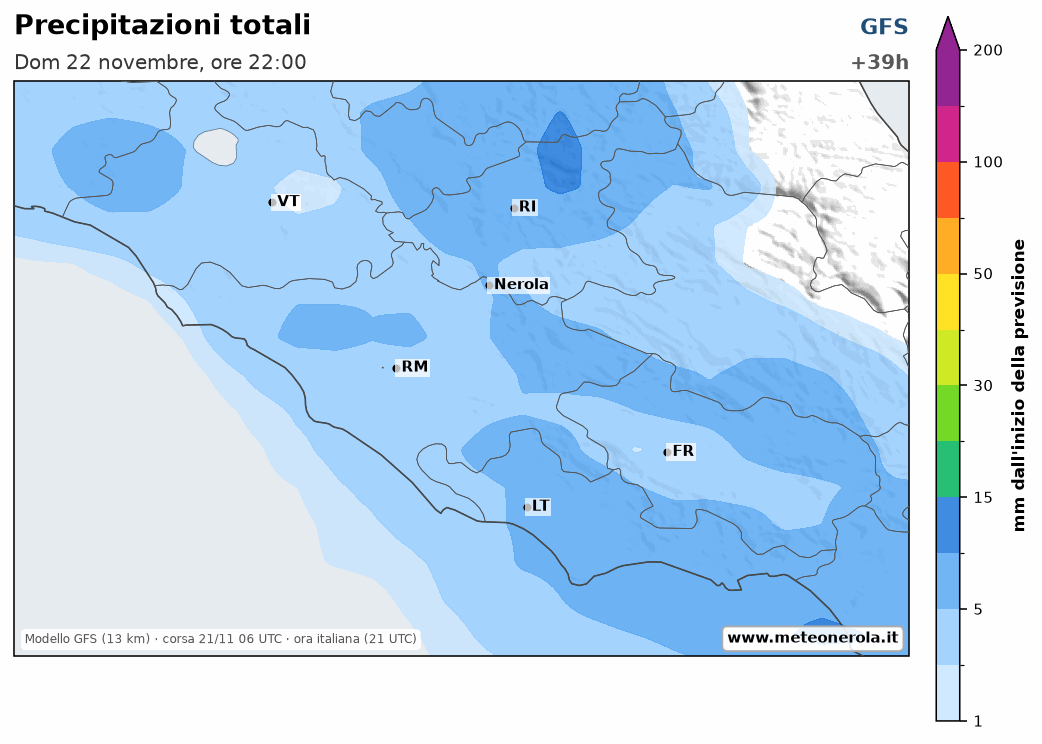 Precipitazioni totali
GFS
Dom 22 novembre, ore 22:00
+39h
200
100
50
30
15
5
1
mm dall'inizio della previsione
VT
RI
Nerola
RM
FR
LT
Modello GFS (13 km) · corsa 21/11 06 UTC · ora italiana (21 UTC)
www.meteonerola.it